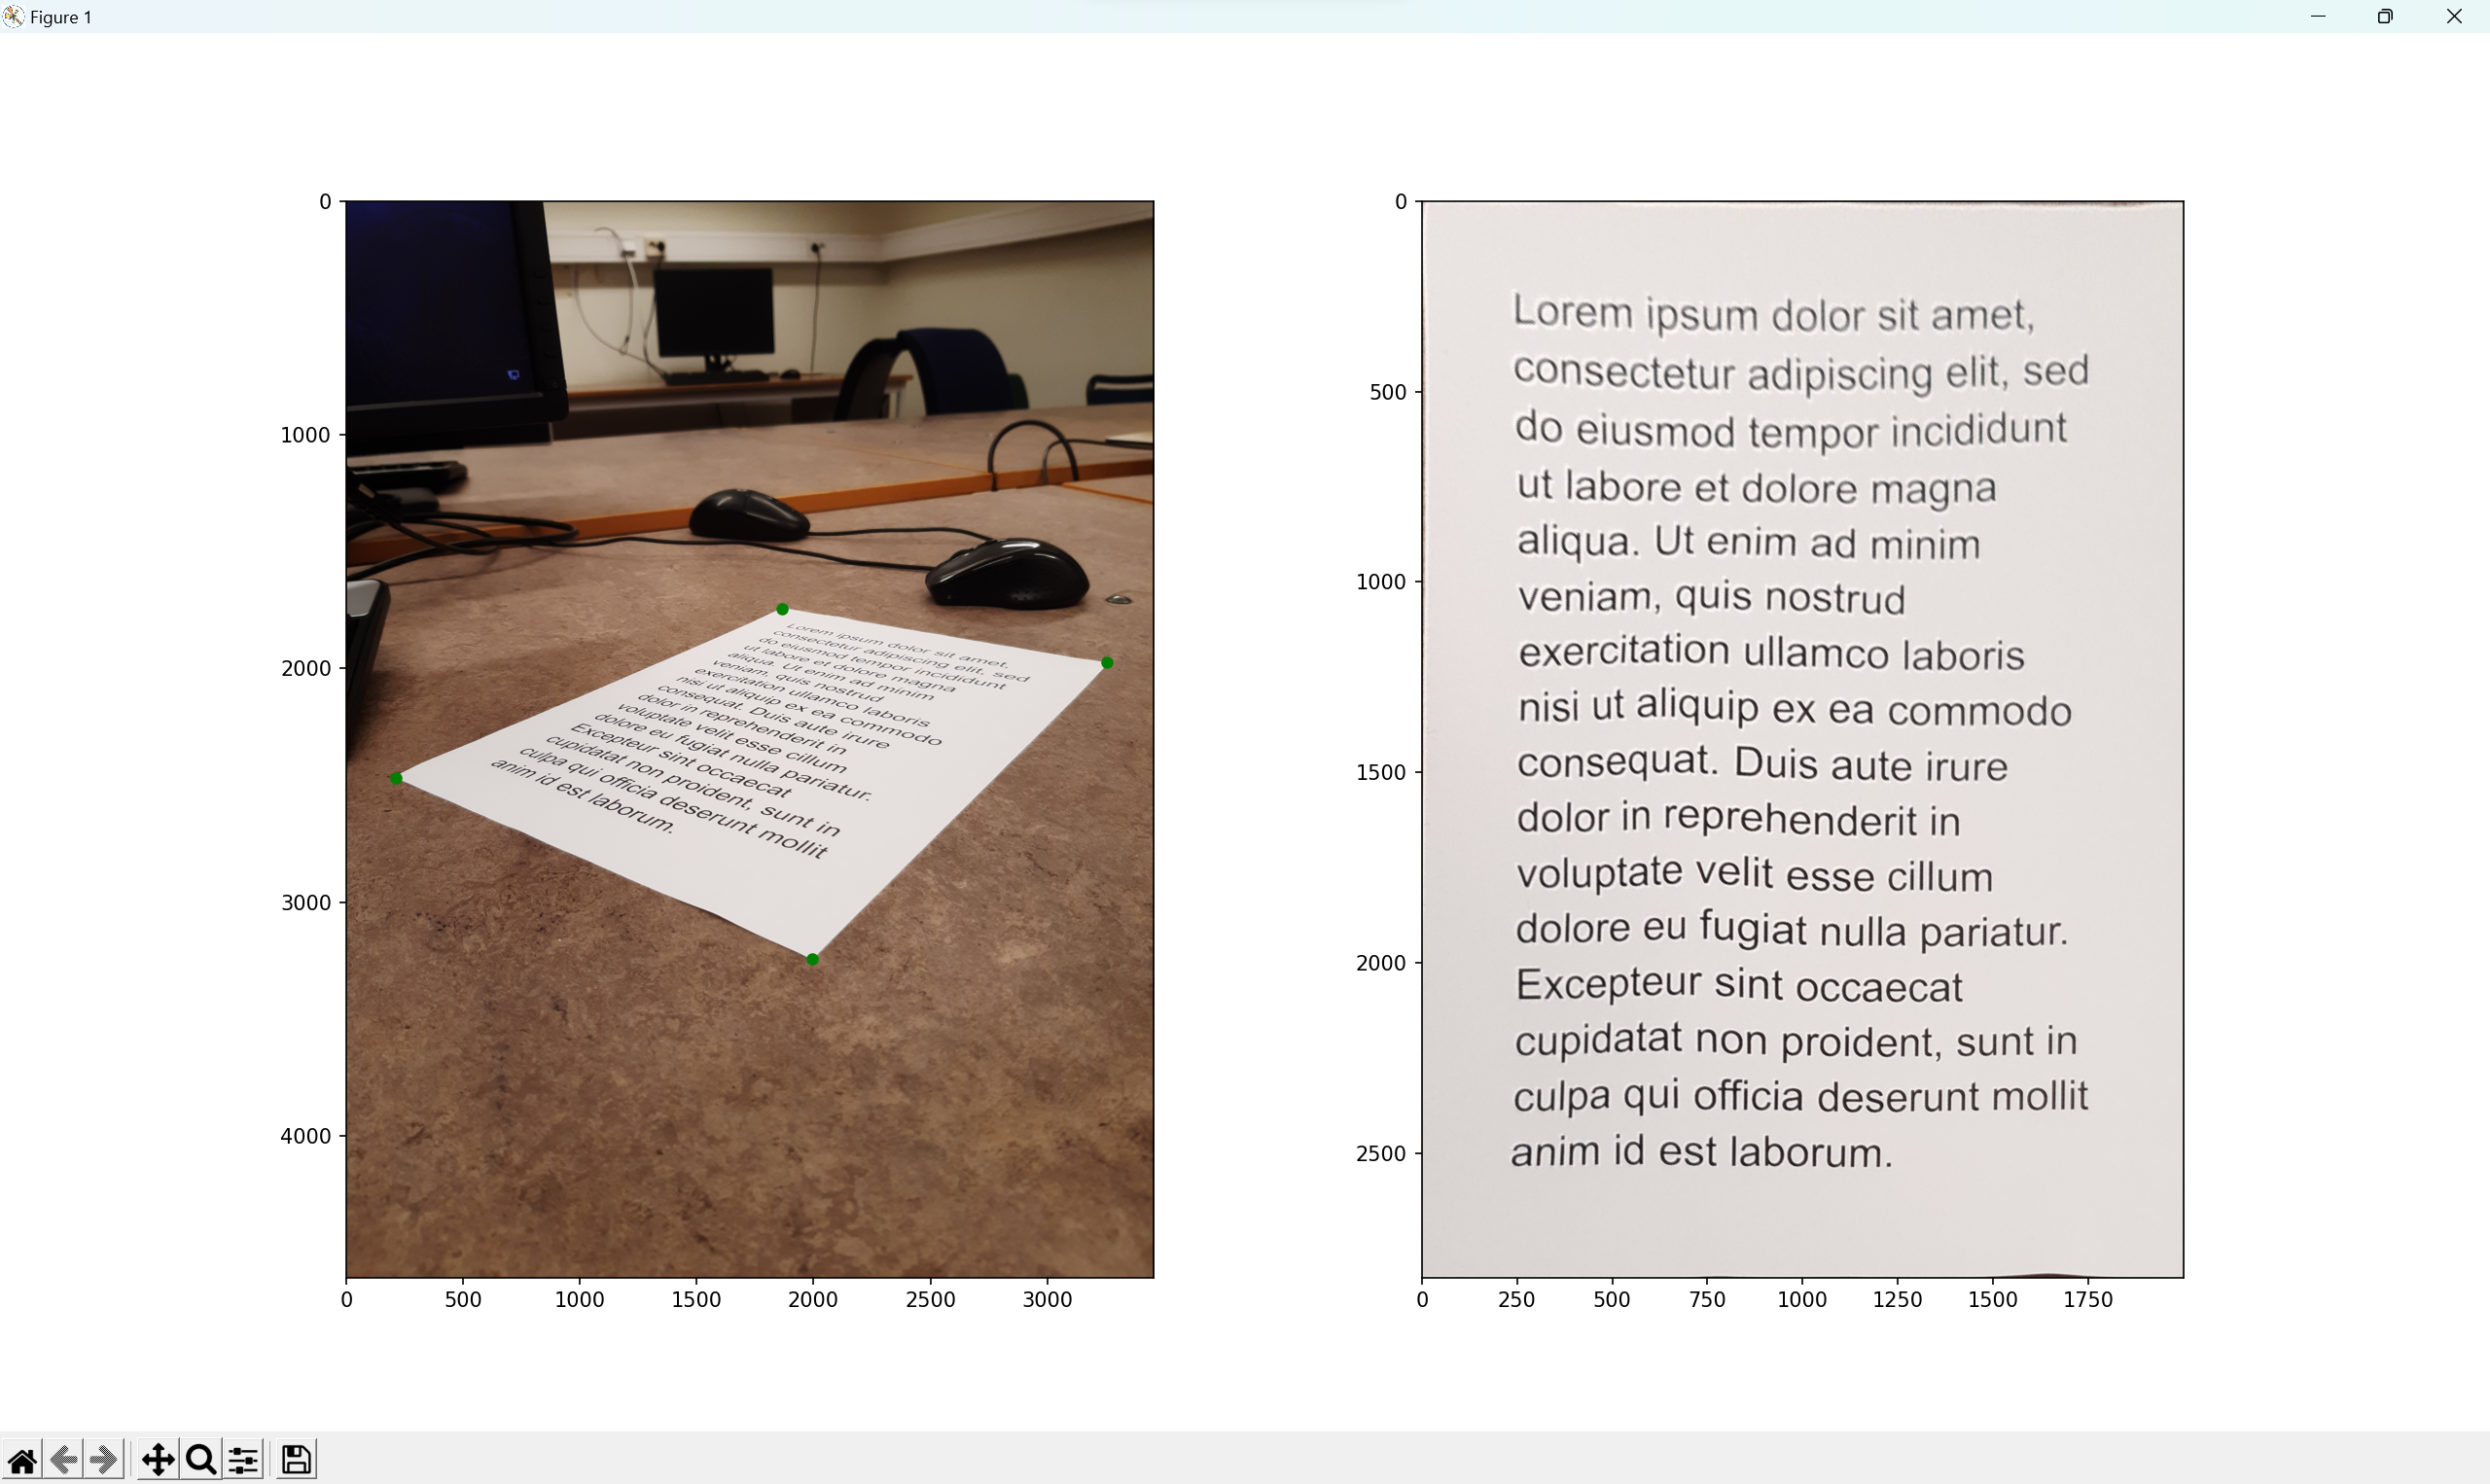 Figure 1
0
1000
2000
3000
4000
0 500 1000 1500 2000 2500 3000
Lorem ipsum dolor sit amet,
consectetur adipiscing elit, sed
do eiusmod tempor incididunt
ut labore et dolore magna
aliqua. Ut enim ad minim
veniam, quis nostrud
exercitation ullamco laboris
nisi ut aliquip ex ea commodo
consequat. Duis aute irure
dolor in reprehenderit in
voluptate velit esse cillum
dolore eu fugiat nulla pariatur.
Excepteur sint occaecat
cupidatat non proident, sunt in
culpa qui officia deserunt mollit
anim id est laborum.
0
500
1000
1500
2000
2500
0 250 500 750 1000 1250 1500 1750
Lorem ipsum dolor sit amet,
consectetur adipiscing elit, sed
do eiusmod tempor incididunt
ut labore et dolore magna
aliqua. Ut enim ad minim
veniam, quis nostrud
exercitation ullamco laboris
nisi ut aliquip ex ea commodo
consequat. Duis aute irure
dolor in reprehenderit in
voluptate velit esse cillum
dolore eu fugiat nulla pariatur.
Excepteur sint occaecat
cupidatat non proident, sunt in
culpa qui officia deserunt mollit
anim id est laborum.